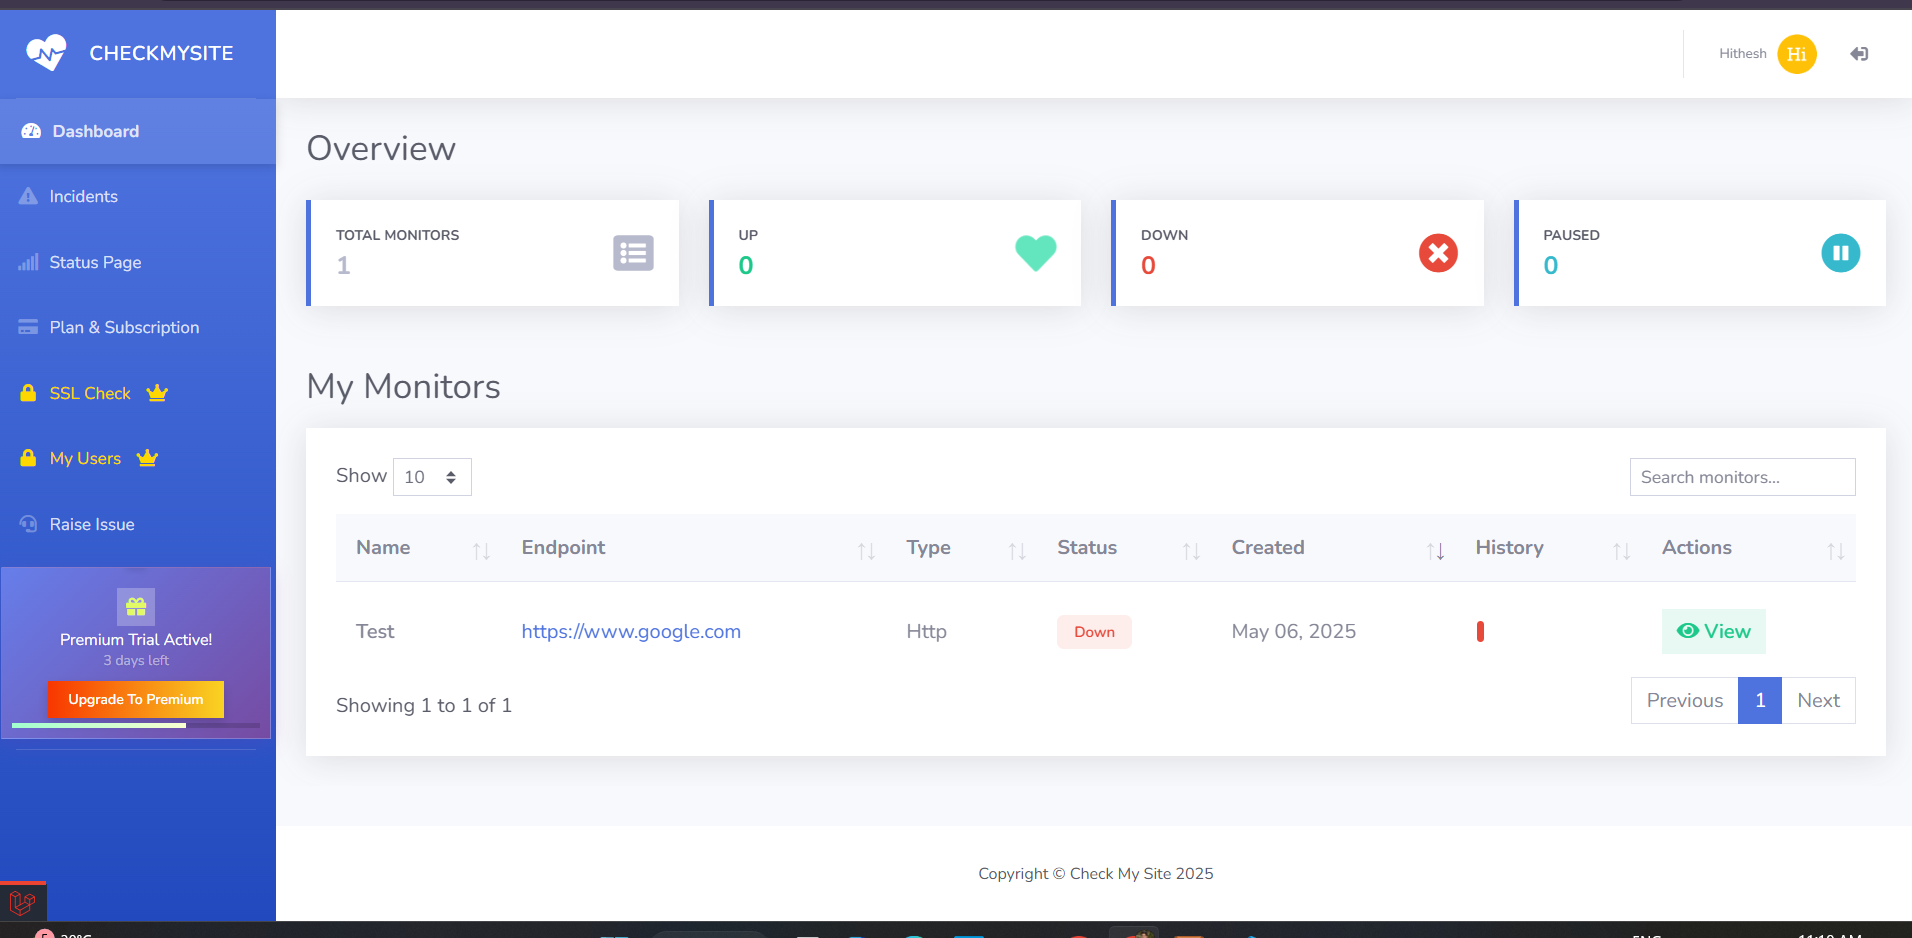 CHECKMYSITE
Hithesh
Hi
Dashboard
Incidents
Status Page
Plan & Subscription
SSL Check
My Users
Raise Issue
Premium Trial Active!
3 days left
Upgrade To Premium
Overview
TOTAL MONITORS
1
UP
0
DOWN
0
PAUSED
0
My Monitors
Show 10
Search monitors...
Name Endpoint Type Status Created History Actions
Test https://www.google.com Http Down May 06, 2025 View
Showing 1 to 1 of 1
Previous 1 Next
Copyright © Check My Site 2025